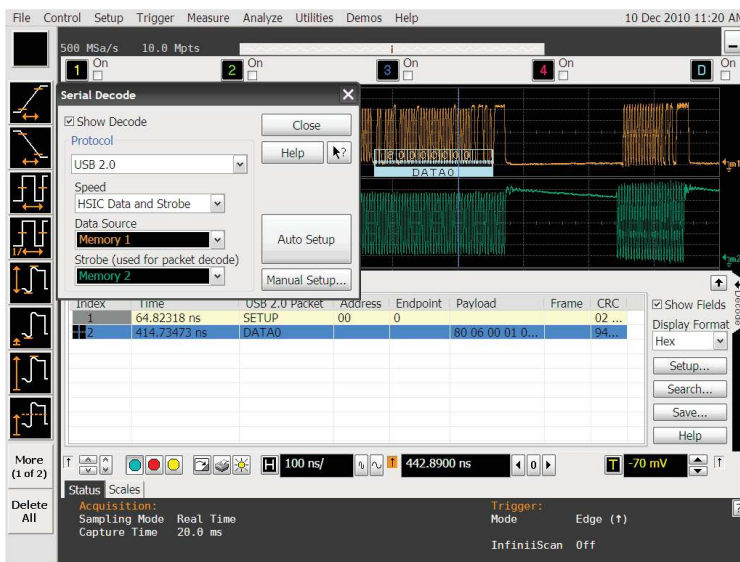 File Control Setup Trigger Measure Analyze Utilities Demos Help 10 Dec 2010 11:20 AM
500 MSa/s 10.0 Mpts
1 On 2 On 3 On 4 On D On
Serial Decode
Show Decode
Close
Protocol
Help
USB 2.0
Speed
HSIC Data and Strobe
Data Source
Memory 1
Auto Setup
Strobe (used for packet decode)
Memory 2
Manual Setup...
DATA0
m1
m2
Decode
Index Time USB 2.0 Packet Address Endpoint Payload Frame CRC
1 64.82318 ns SETUP 00 0 02 ...
2 414.73473 ns DATA0 80 06 00 01 0... 94...
Show Fields
Display Format
Hex
Setup...
Search...
Save...
Help
More
(1 of 2)
Delete
All
H 100 ns/ 442.8900 ns 0 T -70 mV
Status Scales
Acquisition:
Sampling Mode Real Time
Capture Time 20.0 ms
Trigger:
Mode Edge (↑)
InfiniiScan Off